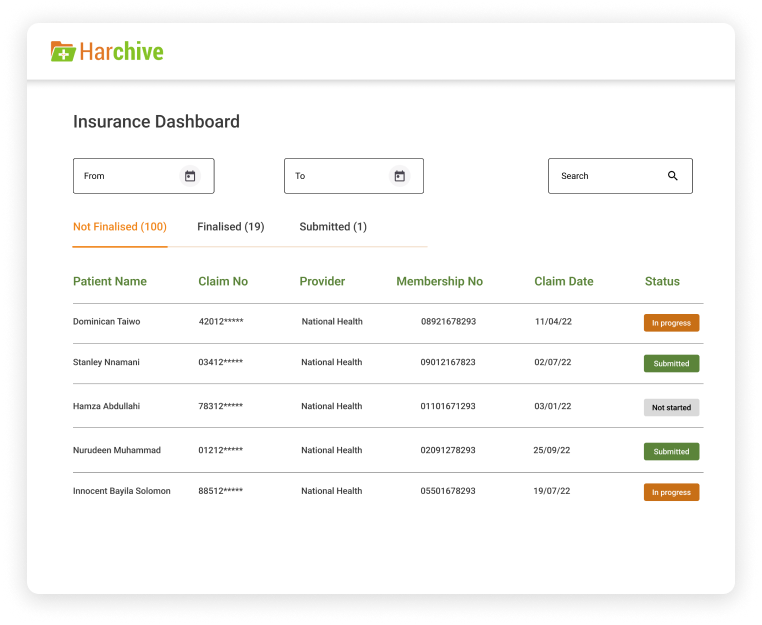 Harchive
Insurance Dashboard
From To Search
Not Finalised (100) Finalised (19) Submitted (1)
Patient Name Claim No Provider Membership No Claim Date Status
Dominican Taiwo 42012***** National Health 08921678293 11/04/22 In progress
Stanley Nnamani 03412***** National Health 09012167823 02/07/22 Submitted
Hamza Abdullahi 78312***** National Health 01101671293 03/01/22 Not started
Nurudeen Muhammad 01212***** National Health 02091278293 25/09/22 Submitted
Innocent Bayila Solomon 88512***** National Health 05501678293 19/07/22 In progress